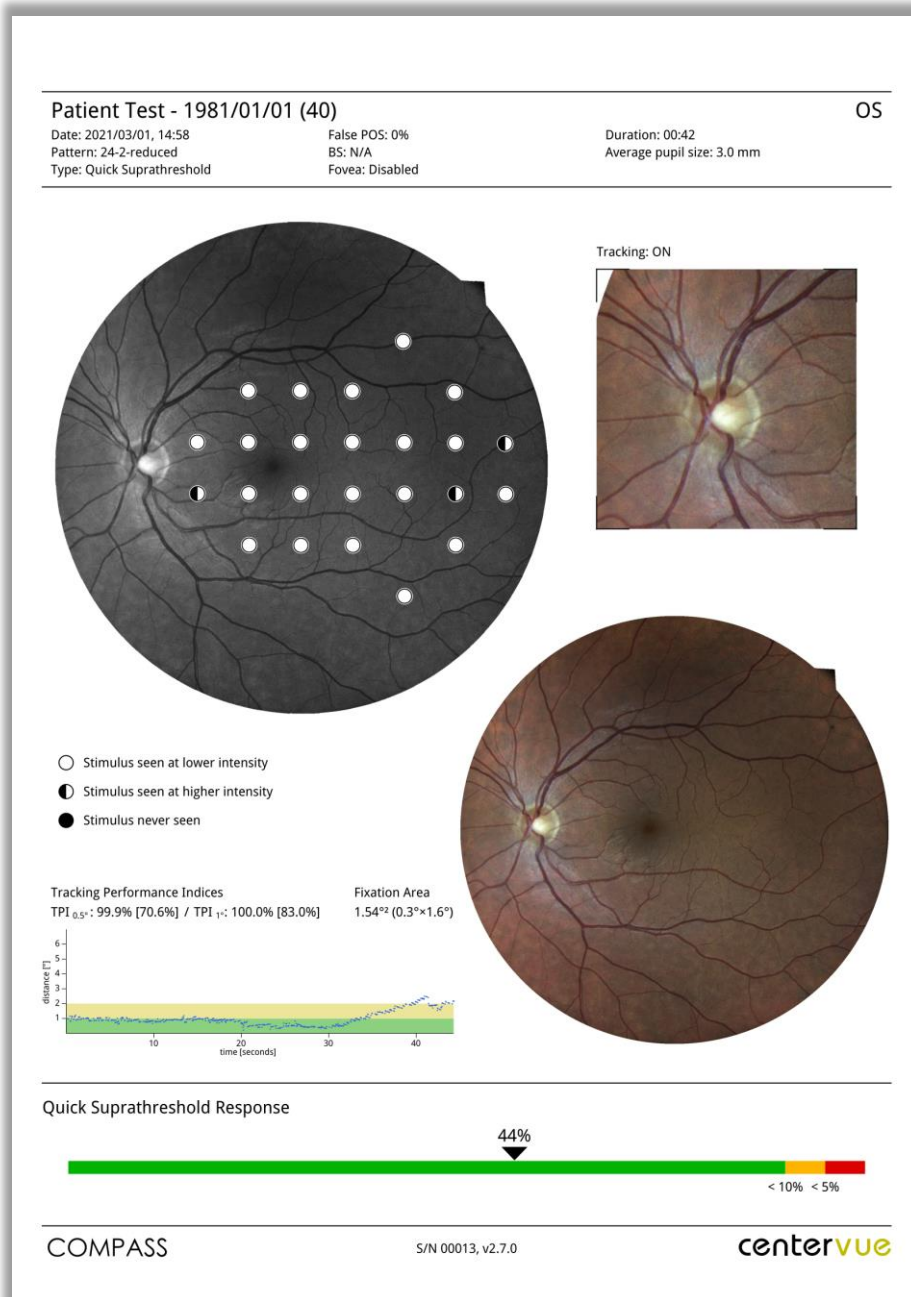 Patient Test - 1981/01/01 (40)
OS
Date: 2021/03/01, 14:58
False POS: 0%
Duration: 00:42
Pattern: 24-2-reduced
BS: N/A
Average pupil size: 3.0 mm
Type: Quick Suprathreshold
Fovea: Disabled
Tracking: ON
Stimulus seen at lower intensity
Stimulus seen at higher intensity
Stimulus never seen
Tracking Performance Indices
Fixation Area
TPI 0.5°: 99.9% [70.6%] / TPI 1°: 100.0% [83.0%]
1.54°² (0.3°×1.6°)
distance [°]
6
5
4
3
2
1
10 20 30 40
time [seconds]
Quick Suprathreshold Response
44%
< 10% < 5%
COMPASS
S/N 00013, v2.7.0
centervue